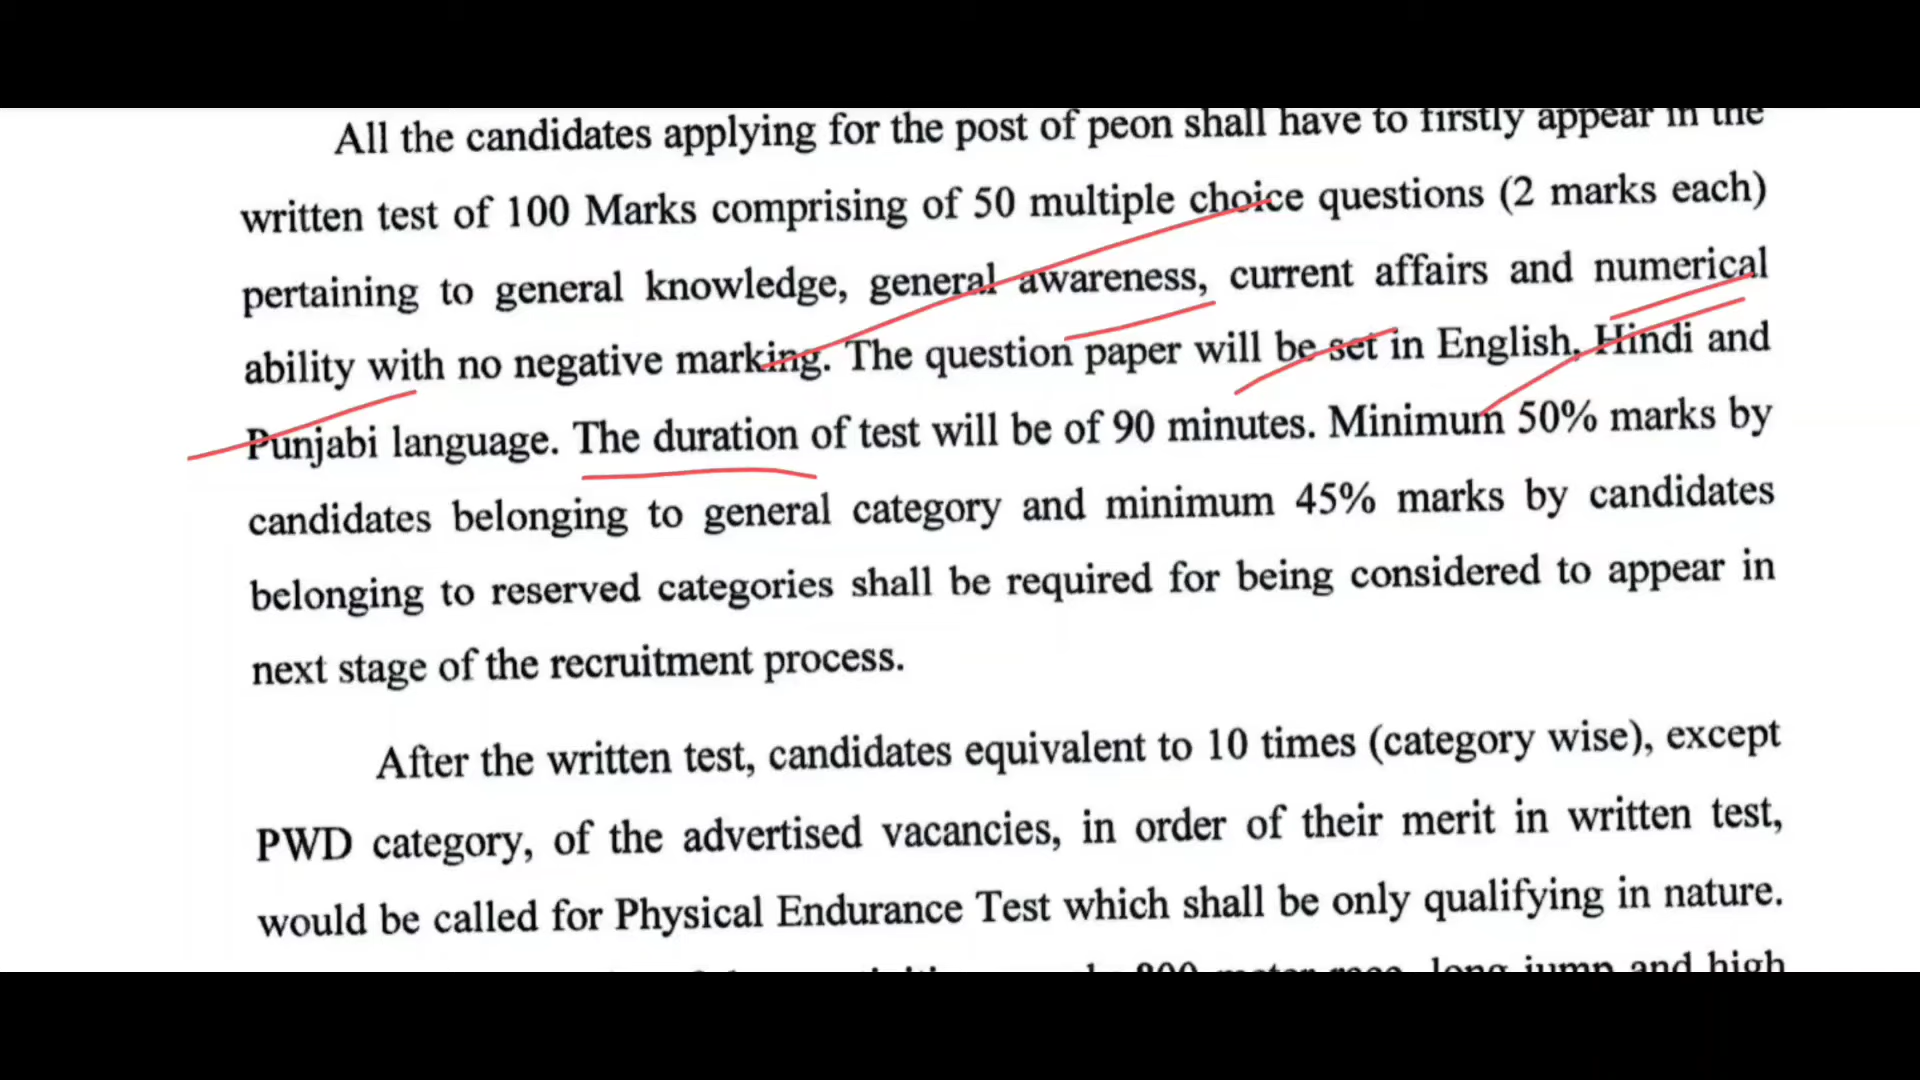 All the candidates applying for the post of peon shall have to firstly appear in the
written test of 100 Marks comprising of 50 multiple choice questions (2 marks each)
pertaining to general knowledge, general awareness, current affairs and numerical
ability with no negative marking. The question paper will be set in English, Hindi and
Punjabi language. The duration of test will be of 90 minutes. Minimum 50% marks by
candidates belonging to general category and minimum 45% marks by candidates
belonging to reserved categories shall be required for being considered to appear in
next stage of the recruitment process.
After the written test, candidates equivalent to 10 times (category wise), except
PWD category, of the advertised vacancies, in order of their merit in written test,
would be called for Physical Endurance Test which shall be only qualifying in nature.
800 meter race, long jump and high